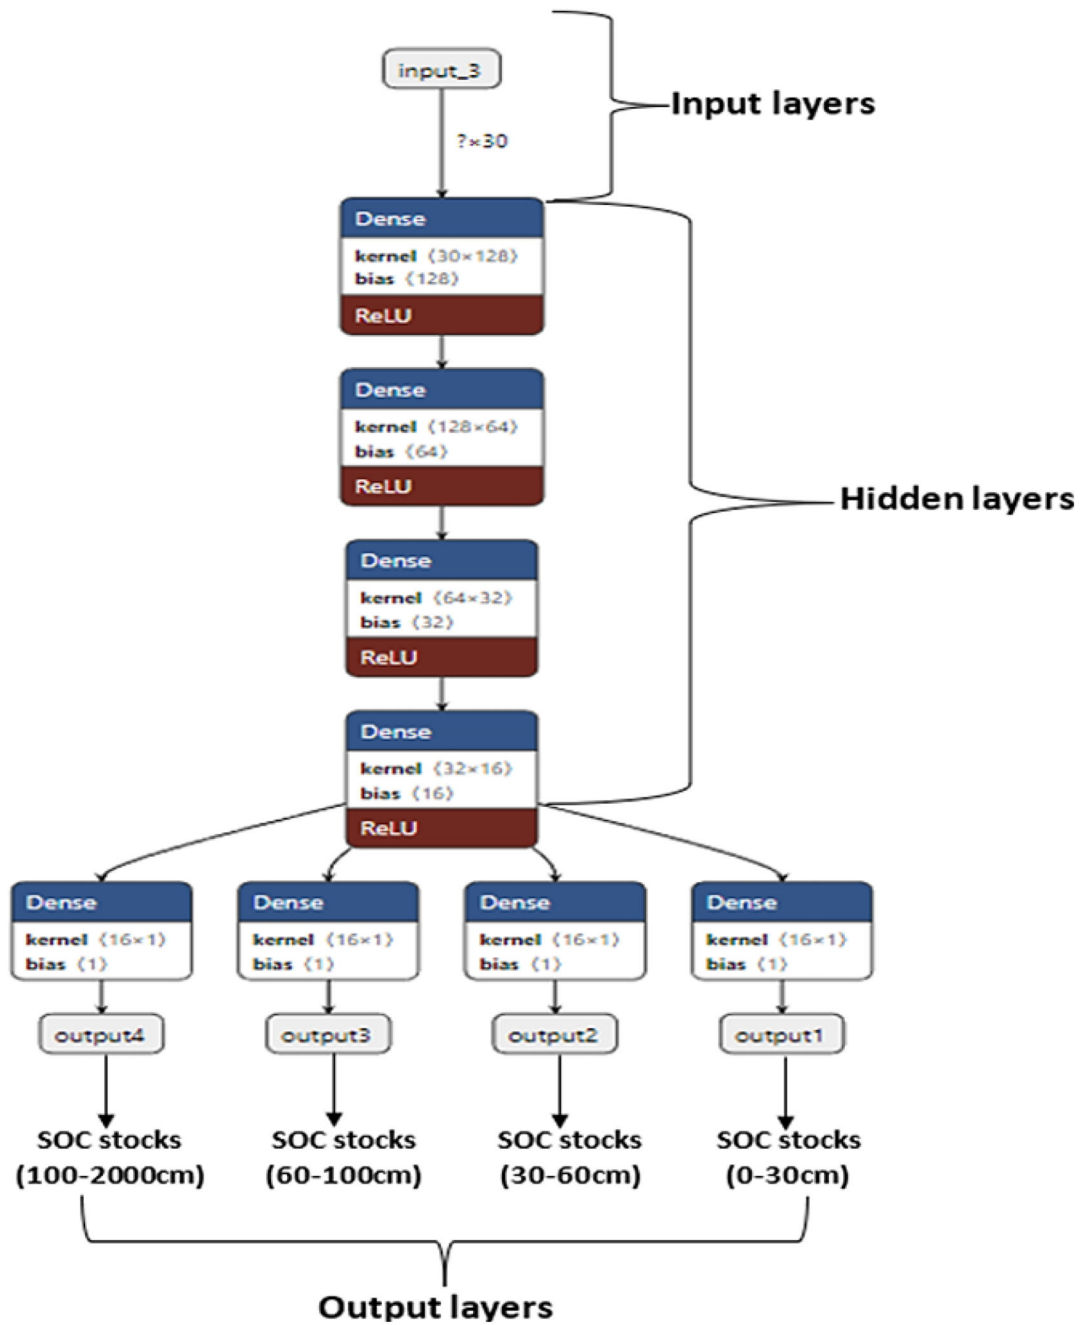 input_3
Input layers
?×30
Dense
kernel ⟨30×128⟩
bias ⟨128⟩
ReLU
Dense
kernel ⟨128×64⟩
bias ⟨64⟩
ReLU
Hidden layers
Dense
kernel ⟨64×32⟩
bias ⟨32⟩
ReLU
Dense
kernel ⟨32×16⟩
bias ⟨16⟩
ReLU
Dense
kernel ⟨16×1⟩
bias ⟨1⟩
output4
SOC stocks
(100-2000cm)
Dense
kernel ⟨16×1⟩
bias ⟨1⟩
output3
SOC stocks
(60-100cm)
Dense
kernel ⟨16×1⟩
bias ⟨1⟩
output2
SOC stocks
(30-60cm)
Dense
kernel ⟨16×1⟩
bias ⟨1⟩
output1
SOC stocks
(0-30cm)
Output layers